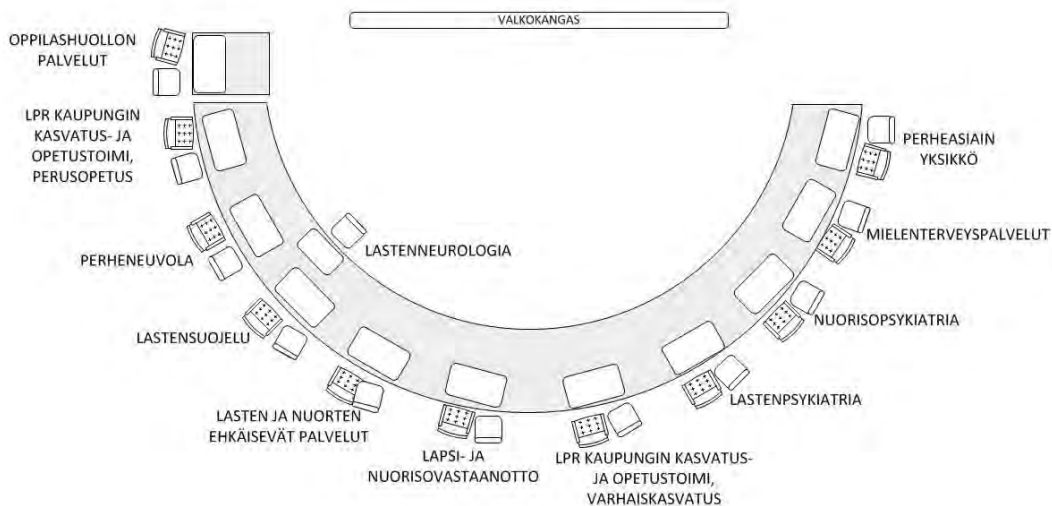 VALKOKANGAS
OPPILASHUOLLON
PALVELUT
LPR KAUPUNGIN
KASVATUS- JA
OPETUSTOIMI,
PERUSOPETUS
PERHENEUVOLA
LASTENNEUROLOGIA
LASTENSUOJELU
LASTEN JA NUORTEN
EHKÄISEVÄT PALVELUT
LAPSI- JA
NUORISOVASTAANOTTO
LPR KAUPUNGIN KASVATUS-
JA OPETUSTOIMI,
VARHAISKASVATUS
LASTENPSYKIATRIA
NUORISOPSYKIATRIA
MIELENTERVEYSPALVELUT
PERHEASIAIN
YKSIKKÖ